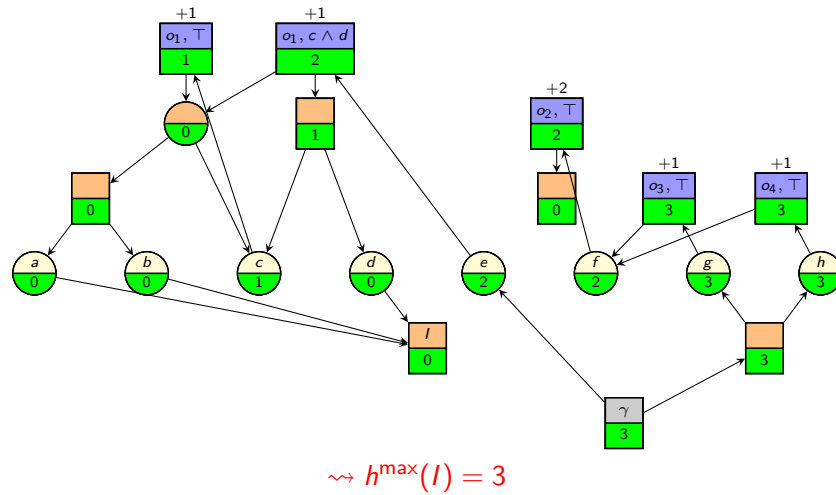 +1 +1
o₁, ⊤ o₁, c ∧ d
1 2
+2
o₂, ⊤
2
0 1
+1 +1
o₃, ⊤ o₄, ⊤
3 3
0 0
a b c d e f g h
0 0 1 0 2 2 3 3
I
0 3
γ
3
⇝ hᵐᵃˣ(I) = 3